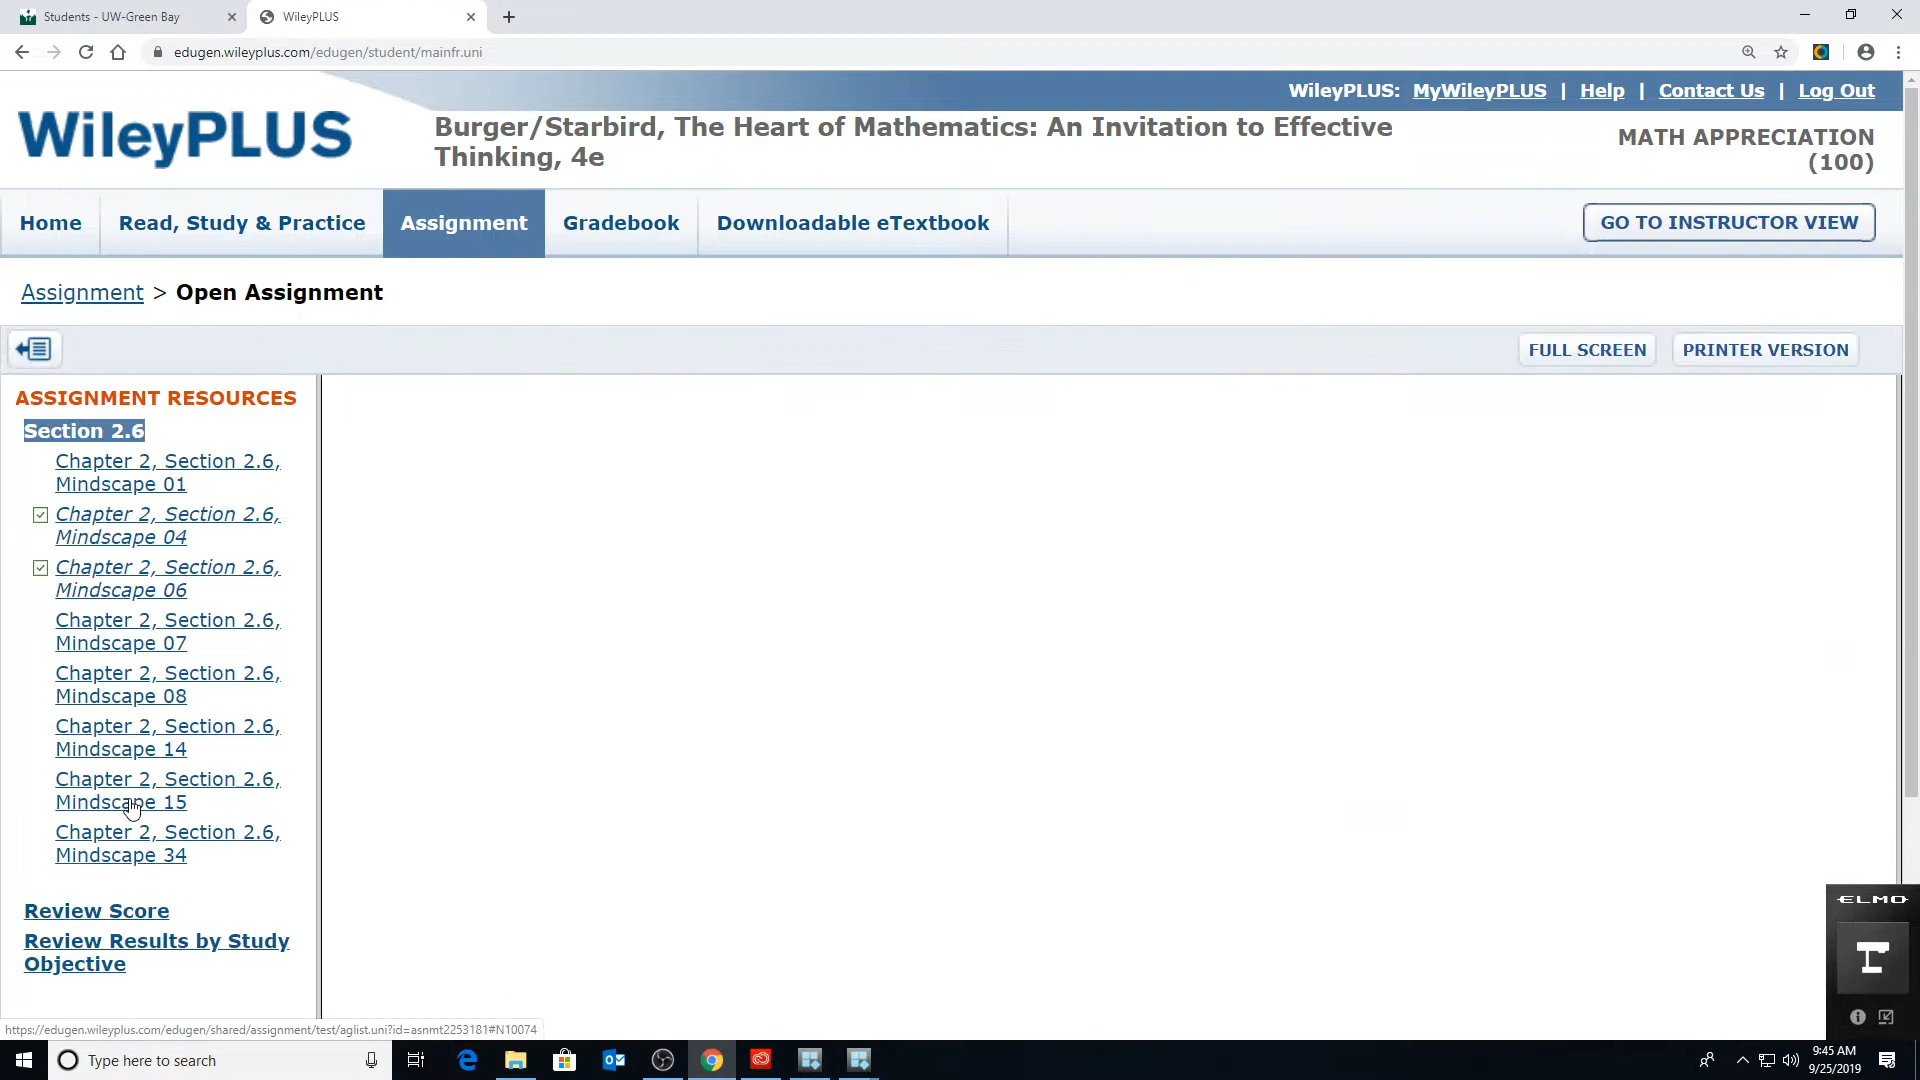 Students - UW-Green Bay
WileyPLUS
edugen.wileyplus.com/edugen/student/mainfr.uni
WileyPLUS: MyWileyPLUS | Help | Contact Us | Log Out
WileyPLUS
Burger/Starbird, The Heart of Mathematics: An Invitation to Effective
Thinking, 4e
MATH APPRECIATION
(100)
Home
Read, Study & Practice
Assignment
Gradebook
Downloadable eTextbook
GO TO INSTRUCTOR VIEW
Assignment > Open Assignment
FULL SCREEN
PRINTER VERSION
ASSIGNMENT RESOURCES
Section 2.6
Chapter 2, Section 2.6,
Mindscape 01
Chapter 2, Section 2.6,
Mindscape 04
Chapter 2, Section 2.6,
Mindscape 06
Chapter 2, Section 2.6,
Mindscape 07
Chapter 2, Section 2.6,
Mindscape 08
Chapter 2, Section 2.6,
Mindscape 14
Chapter 2, Section 2.6,
Mindscape 15
Chapter 2, Section 2.6,
Mindscape 34
Review Score
Review Results by Study
Objective
ELMO
https://edugen.wileyplus.com/edugen/shared/assignment/test/aglist.uni?id=asnmt2253181#N10074
Type here to search
9:45 AM
9/25/2019